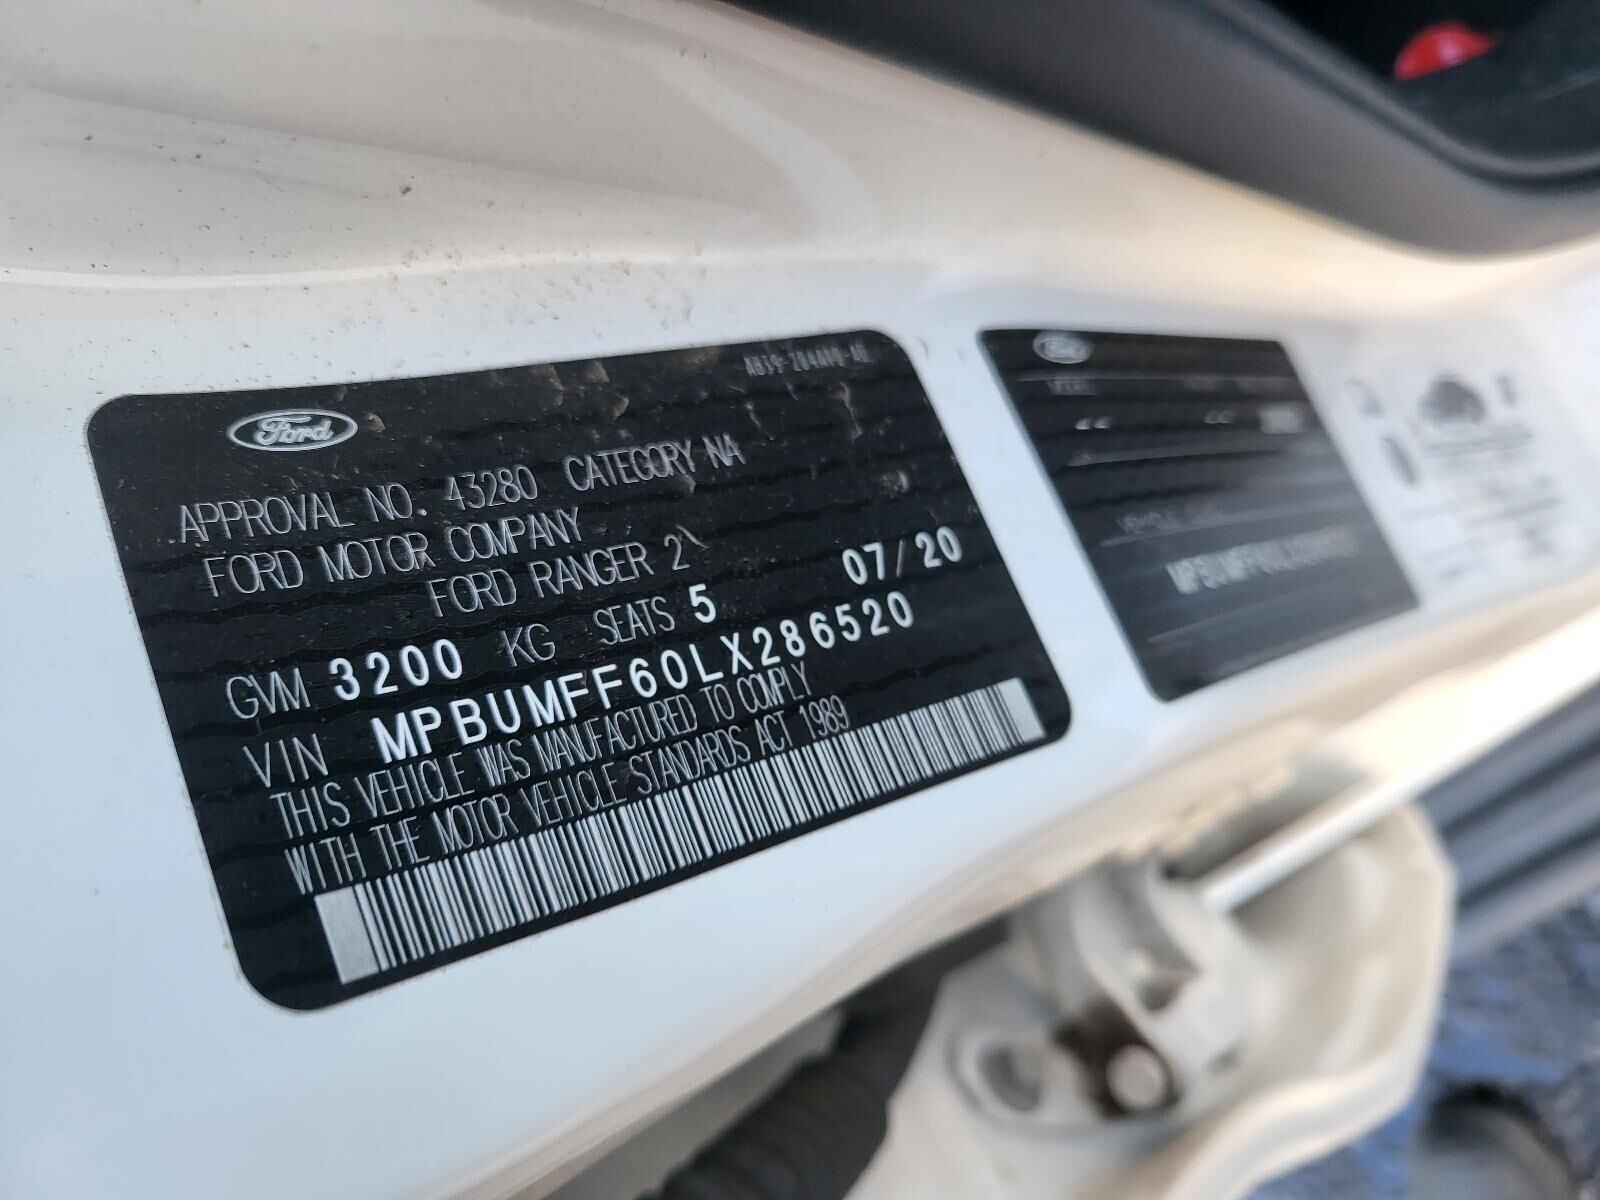 Ford
APPROVAL NO. 43280 CATEGORY NA
FORD MOTOR COMPANY
FORD RANGER 2
07/20
GVM 3200 KG SEATS 5
VIN MPBUMFF60LX286520
THIS VEHICLE WAS MANUFACTURED TO COMPLY
WITH THE MOTOR VEHICLE STANDARDS ACT 1989